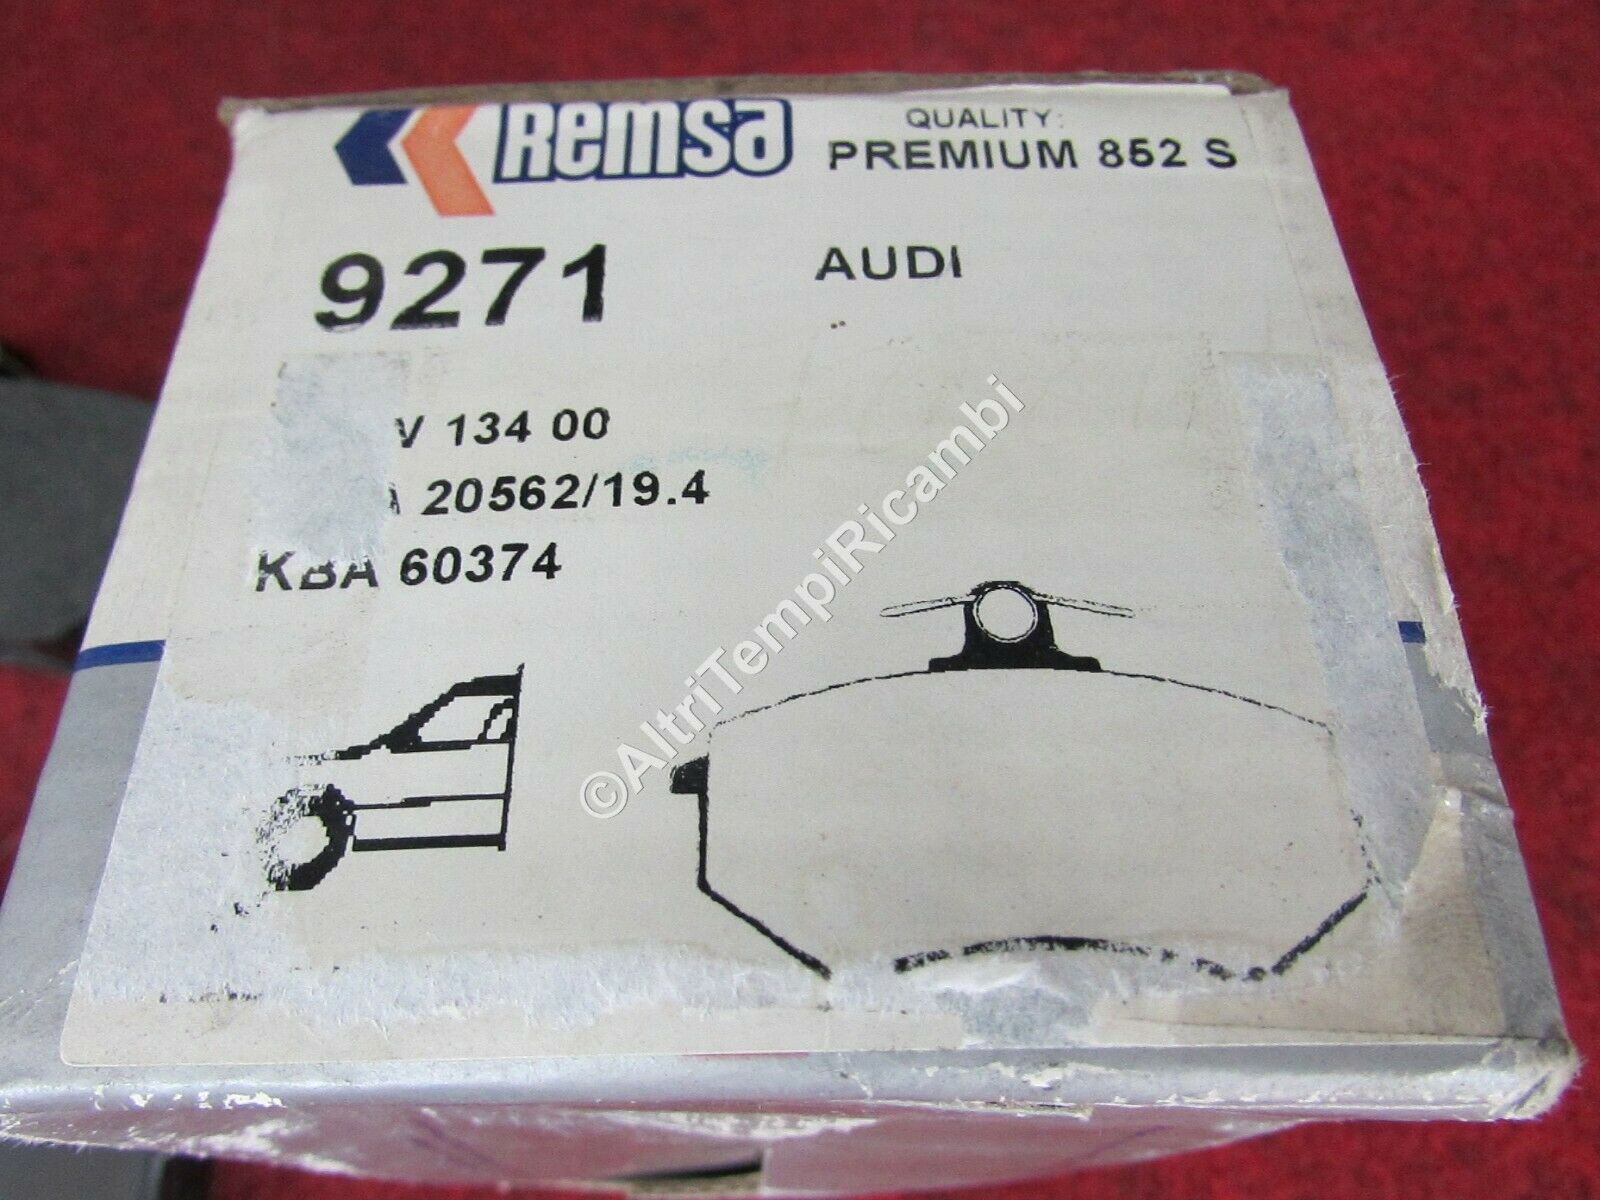 Remsa
QUALITY:
PREMIUM 852 S
9271
AUDI
V 134 00
A 20562/19.4
KBA 60374
©AltriTempiRicambi